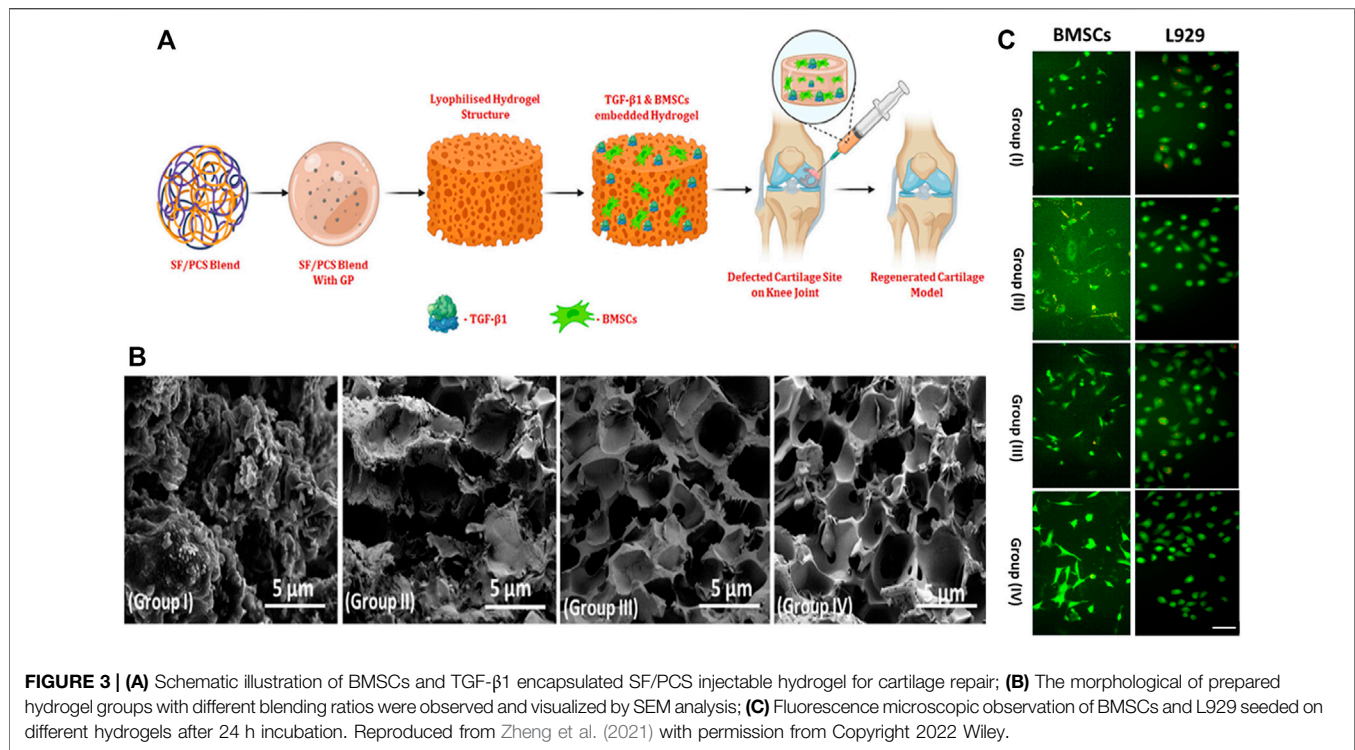 A
Lyophilised Hydrogel
Structure
TGF-β1 & BMSCs
embedded Hydrogel
SF/PCS Blend
SF/PCS Blend
With GP
Defected Cartilage Site
on Knee Joint
Regenerated Cartilage
Model
- TGF-β1
- BMSCs
B
(Group I)
5 µm
(Group II)
5 µm
(Group III)
5 µm
(Group IV)
5 µm
C
BMSCs
L929
Group (I)
Group (II)
Group (III)
Group (IV)
FIGURE 3 | (A) Schematic illustration of BMSCs and TGF-β1 encapsulated SF/PCS injectable hydrogel for cartilage repair; (B) The morphological of prepared
hydrogel groups with different blending ratios were observed and visualized by SEM analysis; (C) Fluorescence microscopic observation of BMSCs and L929 seeded on
different hydrogels after 24 h incubation. Reproduced from Zheng et al. (2021) with permission from Copyright 2022 Wiley.